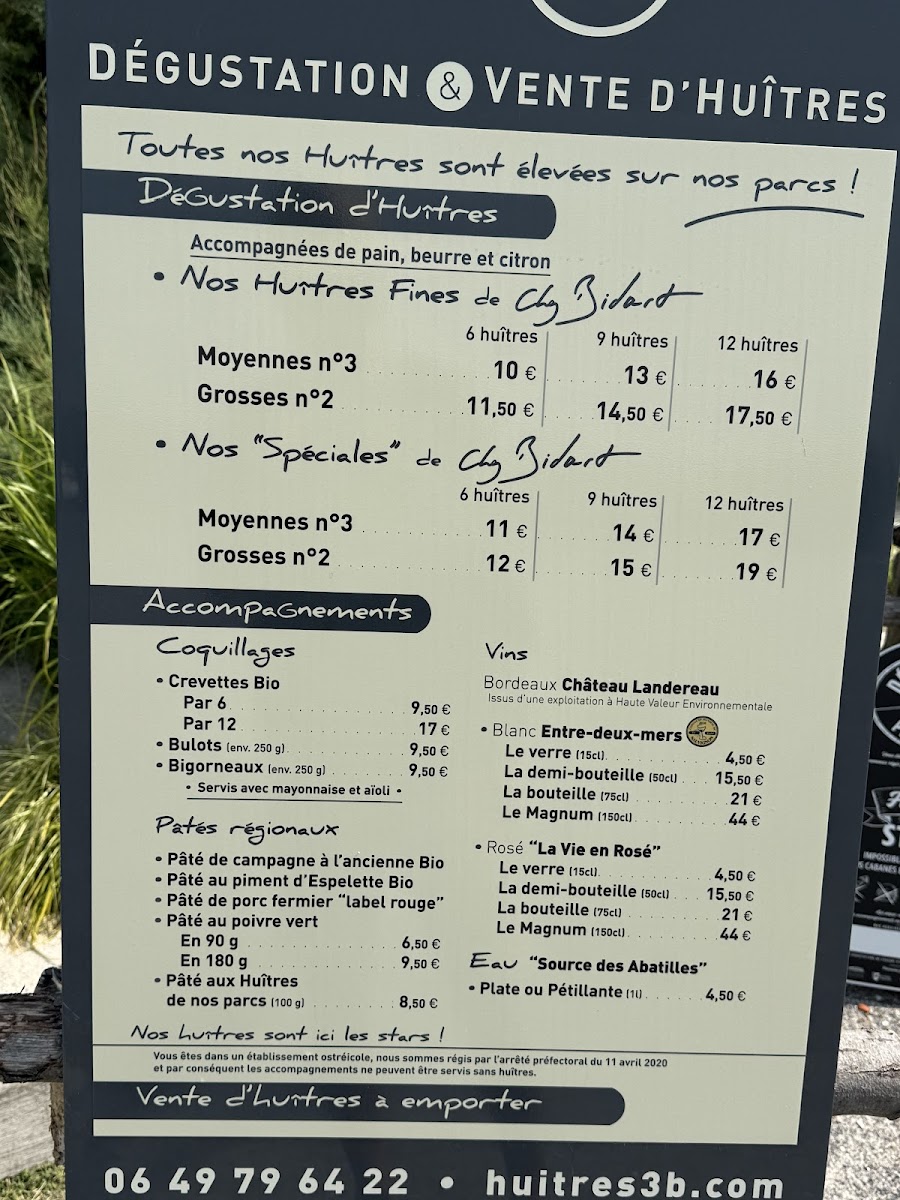 DÉGUSTATION & VENTE D'HUÎTRES
Toutes nos Huîtres sont élevées sur nos parcs !
Dégustation d'Huîtres
Accompagnées de pain, beurre et citron
• Nos Huîtres Fines de Chez Bidart
6 huîtres 9 huîtres 12 huîtres
Moyennes n°3 10 € 13 € 16 €
Grosses n°2 11,50 € 14,50 € 17,50 €
• Nos "Spéciales" de Chez Bidart
6 huîtres 9 huîtres 12 huîtres
Moyennes n°3 11 € 14 € 17 €
Grosses n°2 12 € 15 € 19 €
Accompagnements
Coquillages
• Crevettes Bio
Par 6 9,50 €
Par 12 17 €
• Bulots (env. 250 g) 9,50 €
• Bigorneaux (env. 250 g) 9,50 €
• Servis avec mayonnaise et aïoli •
Pâtés régionaux
• Pâté de campagne à l'ancienne Bio
• Pâté au piment d'Espelette Bio
• Pâté de porc fermier "label rouge"
• Pâté au poivre vert
En 90 g 6,50 €
En 180 g 9,50 €
• Pâté aux Huîtres
de nos parcs (100 g) 8,50 €
Vins
Bordeaux Château Landereau
Issus d'une exploitation à Haute Valeur Environnementale
• Blanc Entre-deux-mers
Le verre (15cl) 4,50 €
La demi-bouteille (50cl) 15,50 €
La bouteille (75cl) 21 €
Le Magnum (150cl) 44 €
• Rosé "La Vie en Rosé"
Le verre (15cl) 4,50 €
La demi-bouteille (50cl) 15,50 €
La bouteille (75cl) 21 €
Le Magnum (150cl) 44 €
Eau "Source des Abatilles"
• Plate ou Pétillante (1l) 4,50 €
Nos huîtres sont ici les stars !
Vous êtes dans un établissement ostréicole, nous sommes régis par l'arrêté préfectoral du 11 avril 2020
et par conséquent les accompagnements ne peuvent être servis sans huîtres.
Vente d'huîtres à emporter
06 49 79 64 22 • huitres3b.com